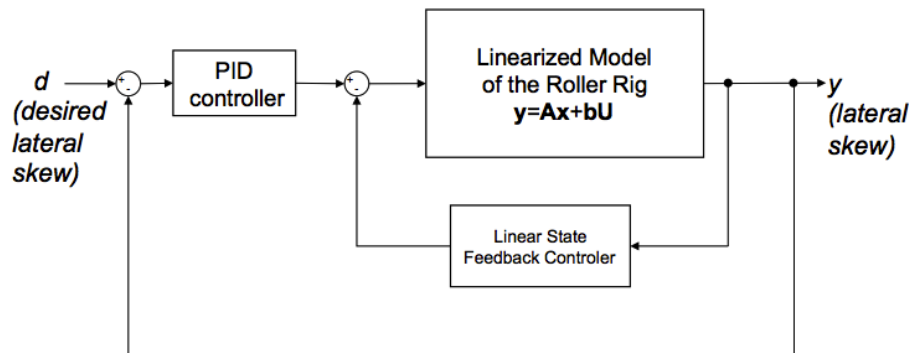 d
(desired
lateral
skew)
+
-
PID
controller
+
-
Linearized Model
of the Roller Rig
y=Ax+bU
y
(lateral
skew)
Linear State
Feedback Controler